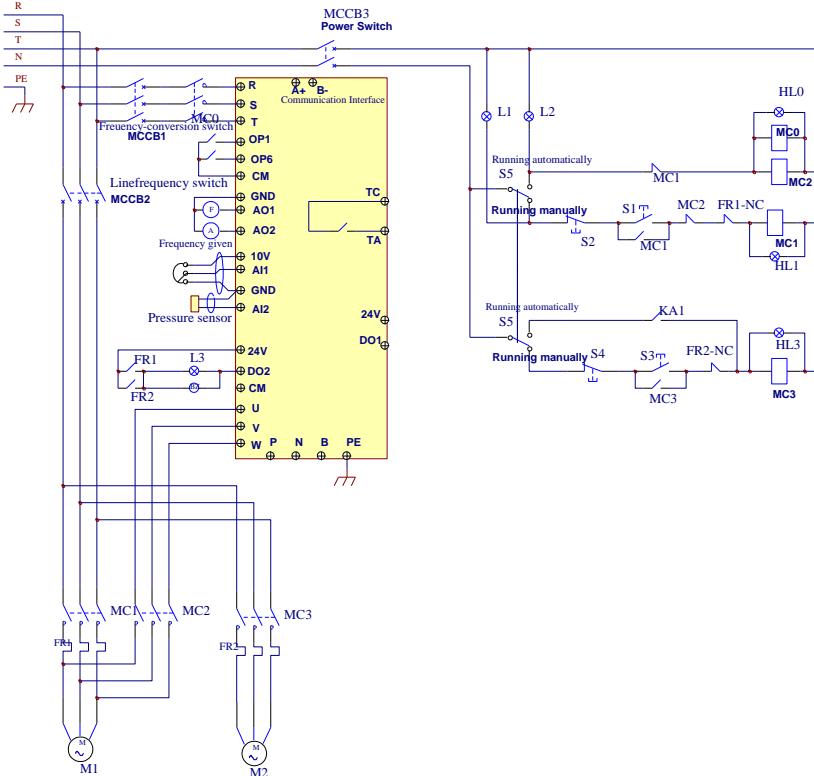 R
S
T
N
PE
MCCB3
Power Switch
A+ B-
Communication Interface
R
S
T
OP1
OP6
CM
GND
AO1
AO2
10V
AI1
GND
AI2
24V
DO2
CM
U
V
W
P N B PE
TC
TA
24V
DO1
MC0
Freuency-conversion switch
MCCB1
Linefrequency switch
MCCB2
F
A
Frequency given
Pressure sensor
FR1 L3
FR2
L1 L2
HL0
MC0
Running automatically
S5
MC1
MC2
Running manually
S1 MC2 FR1-NC
S2 MC1
MC1
HL1
Running automatically
KA1
S5
HL3
Running manually
S4 S3 FR2-NC
MC3
MC3
MC1 MC2 MC3
FR1
FR2
M
M1
M
M2